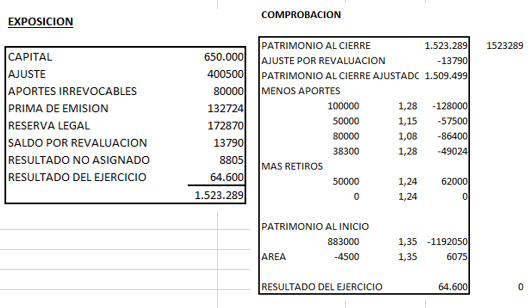 EXPOSICION
CAPITAL 650.000
AJUSTE 400500
APORTES IRREVOCABLES 80000
PRIMA DE EMISION 132724
RESERVA LEGAL 172870
SALDO POR REVALUACION 13790
RESULTADO NO ASIGNADO 8805
RESULTADO DEL EJERCICIO 64.600
1.523.289
COMPROBACION
PATRIMONIO AL CIERRE 1.523.289 1523289
AJUSTE POR REVALUACION -13790
PATRIMONIO AL CIERRE AJUSTADC 1.509.499
MENOS APORTES
100000 1,28 -128000
50000 1,15 -57500
80000 1,08 -86400
38300 1,28 -49024
MAS RETIROS
50000 1,24 62000
0 1,24 0
PATRIMONIO AL INICIO
883000 1,35 -1192050
AREA -4500 1,35 6075
RESULTADO DEL EJERCICIO 64.600 0